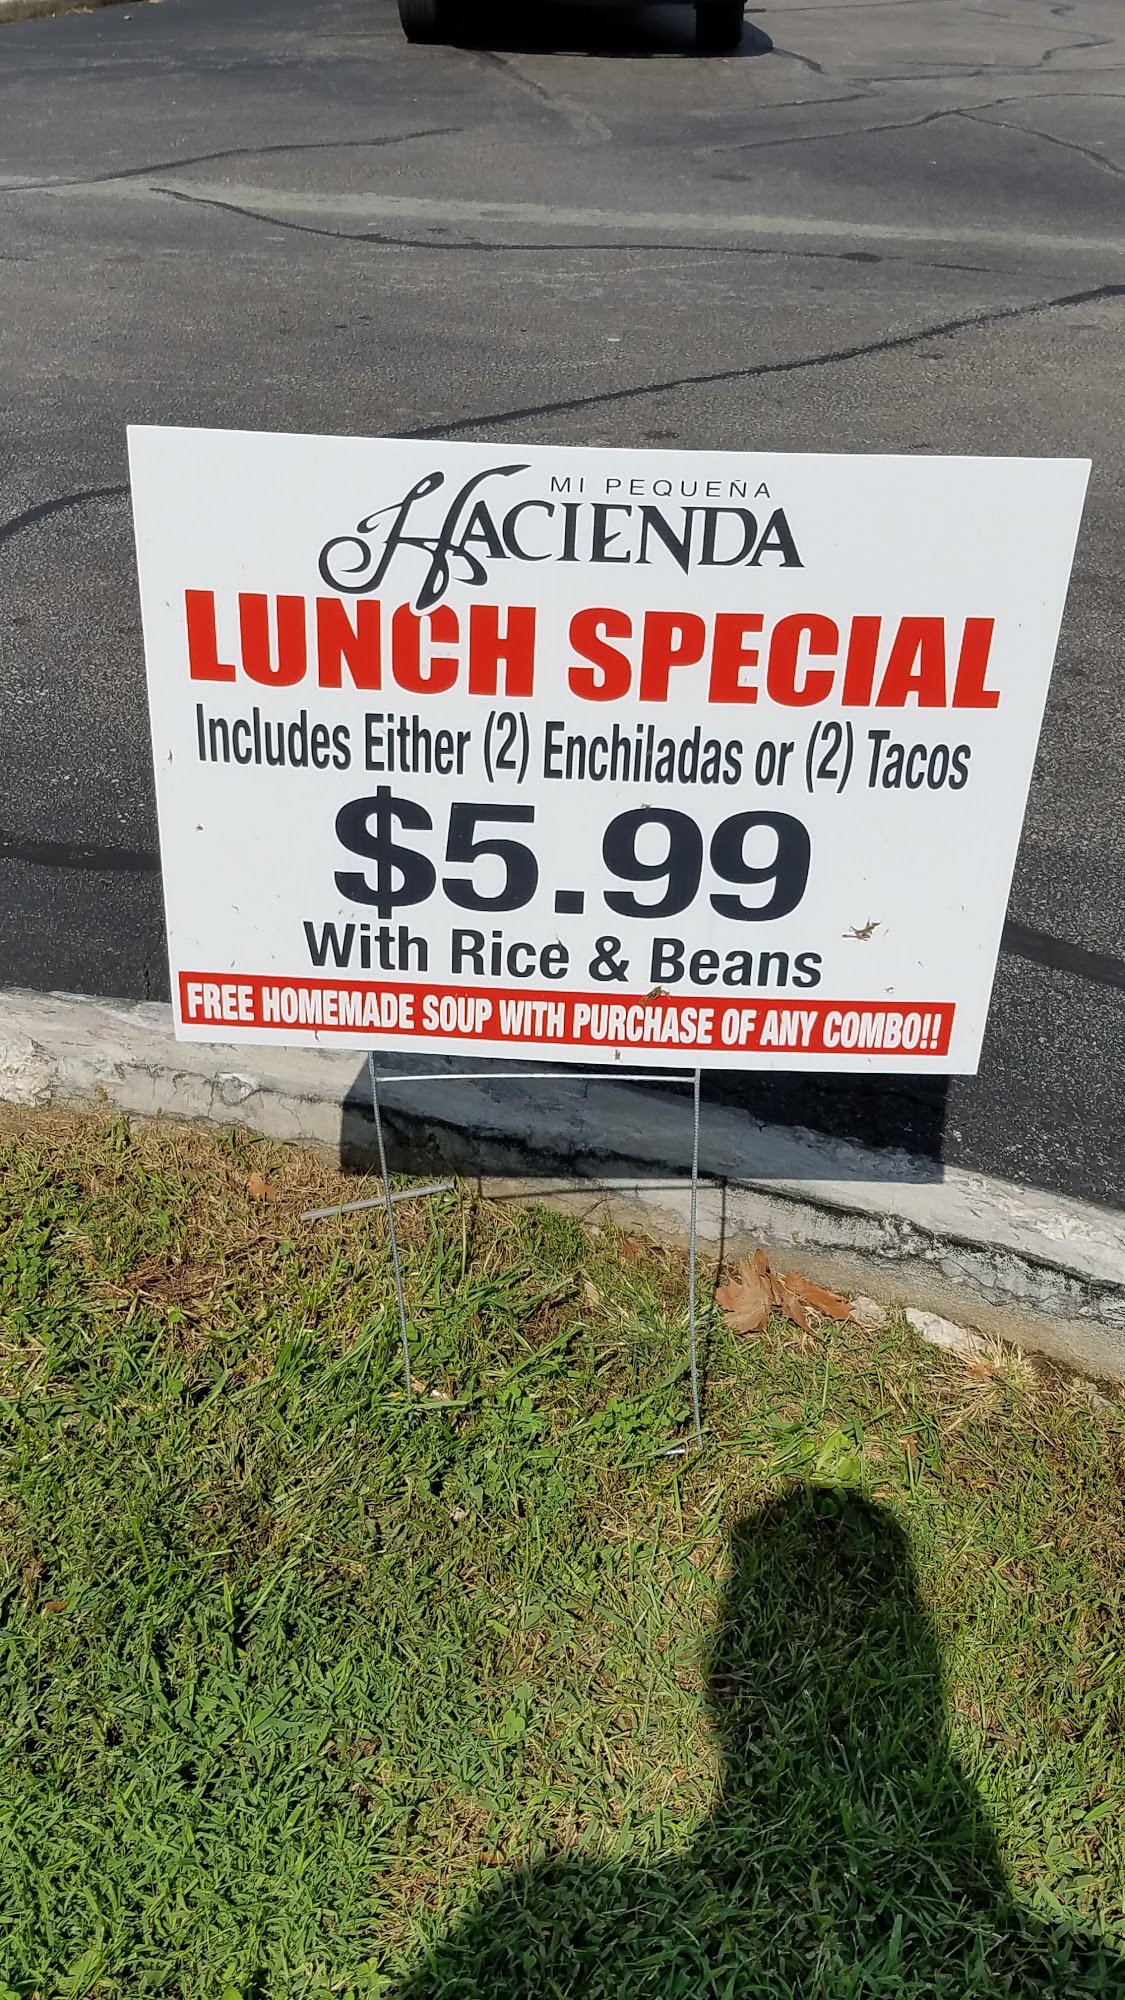 MI PEQUEÑA
HACIENDA
LUNCH SPECIAL
Includes Either (2) Enchiladas or (2) Tacos
$5.99
With Rice & Beans
FREE HOMEMADE SOUP WITH PURCHASE OF ANY COMBO!!